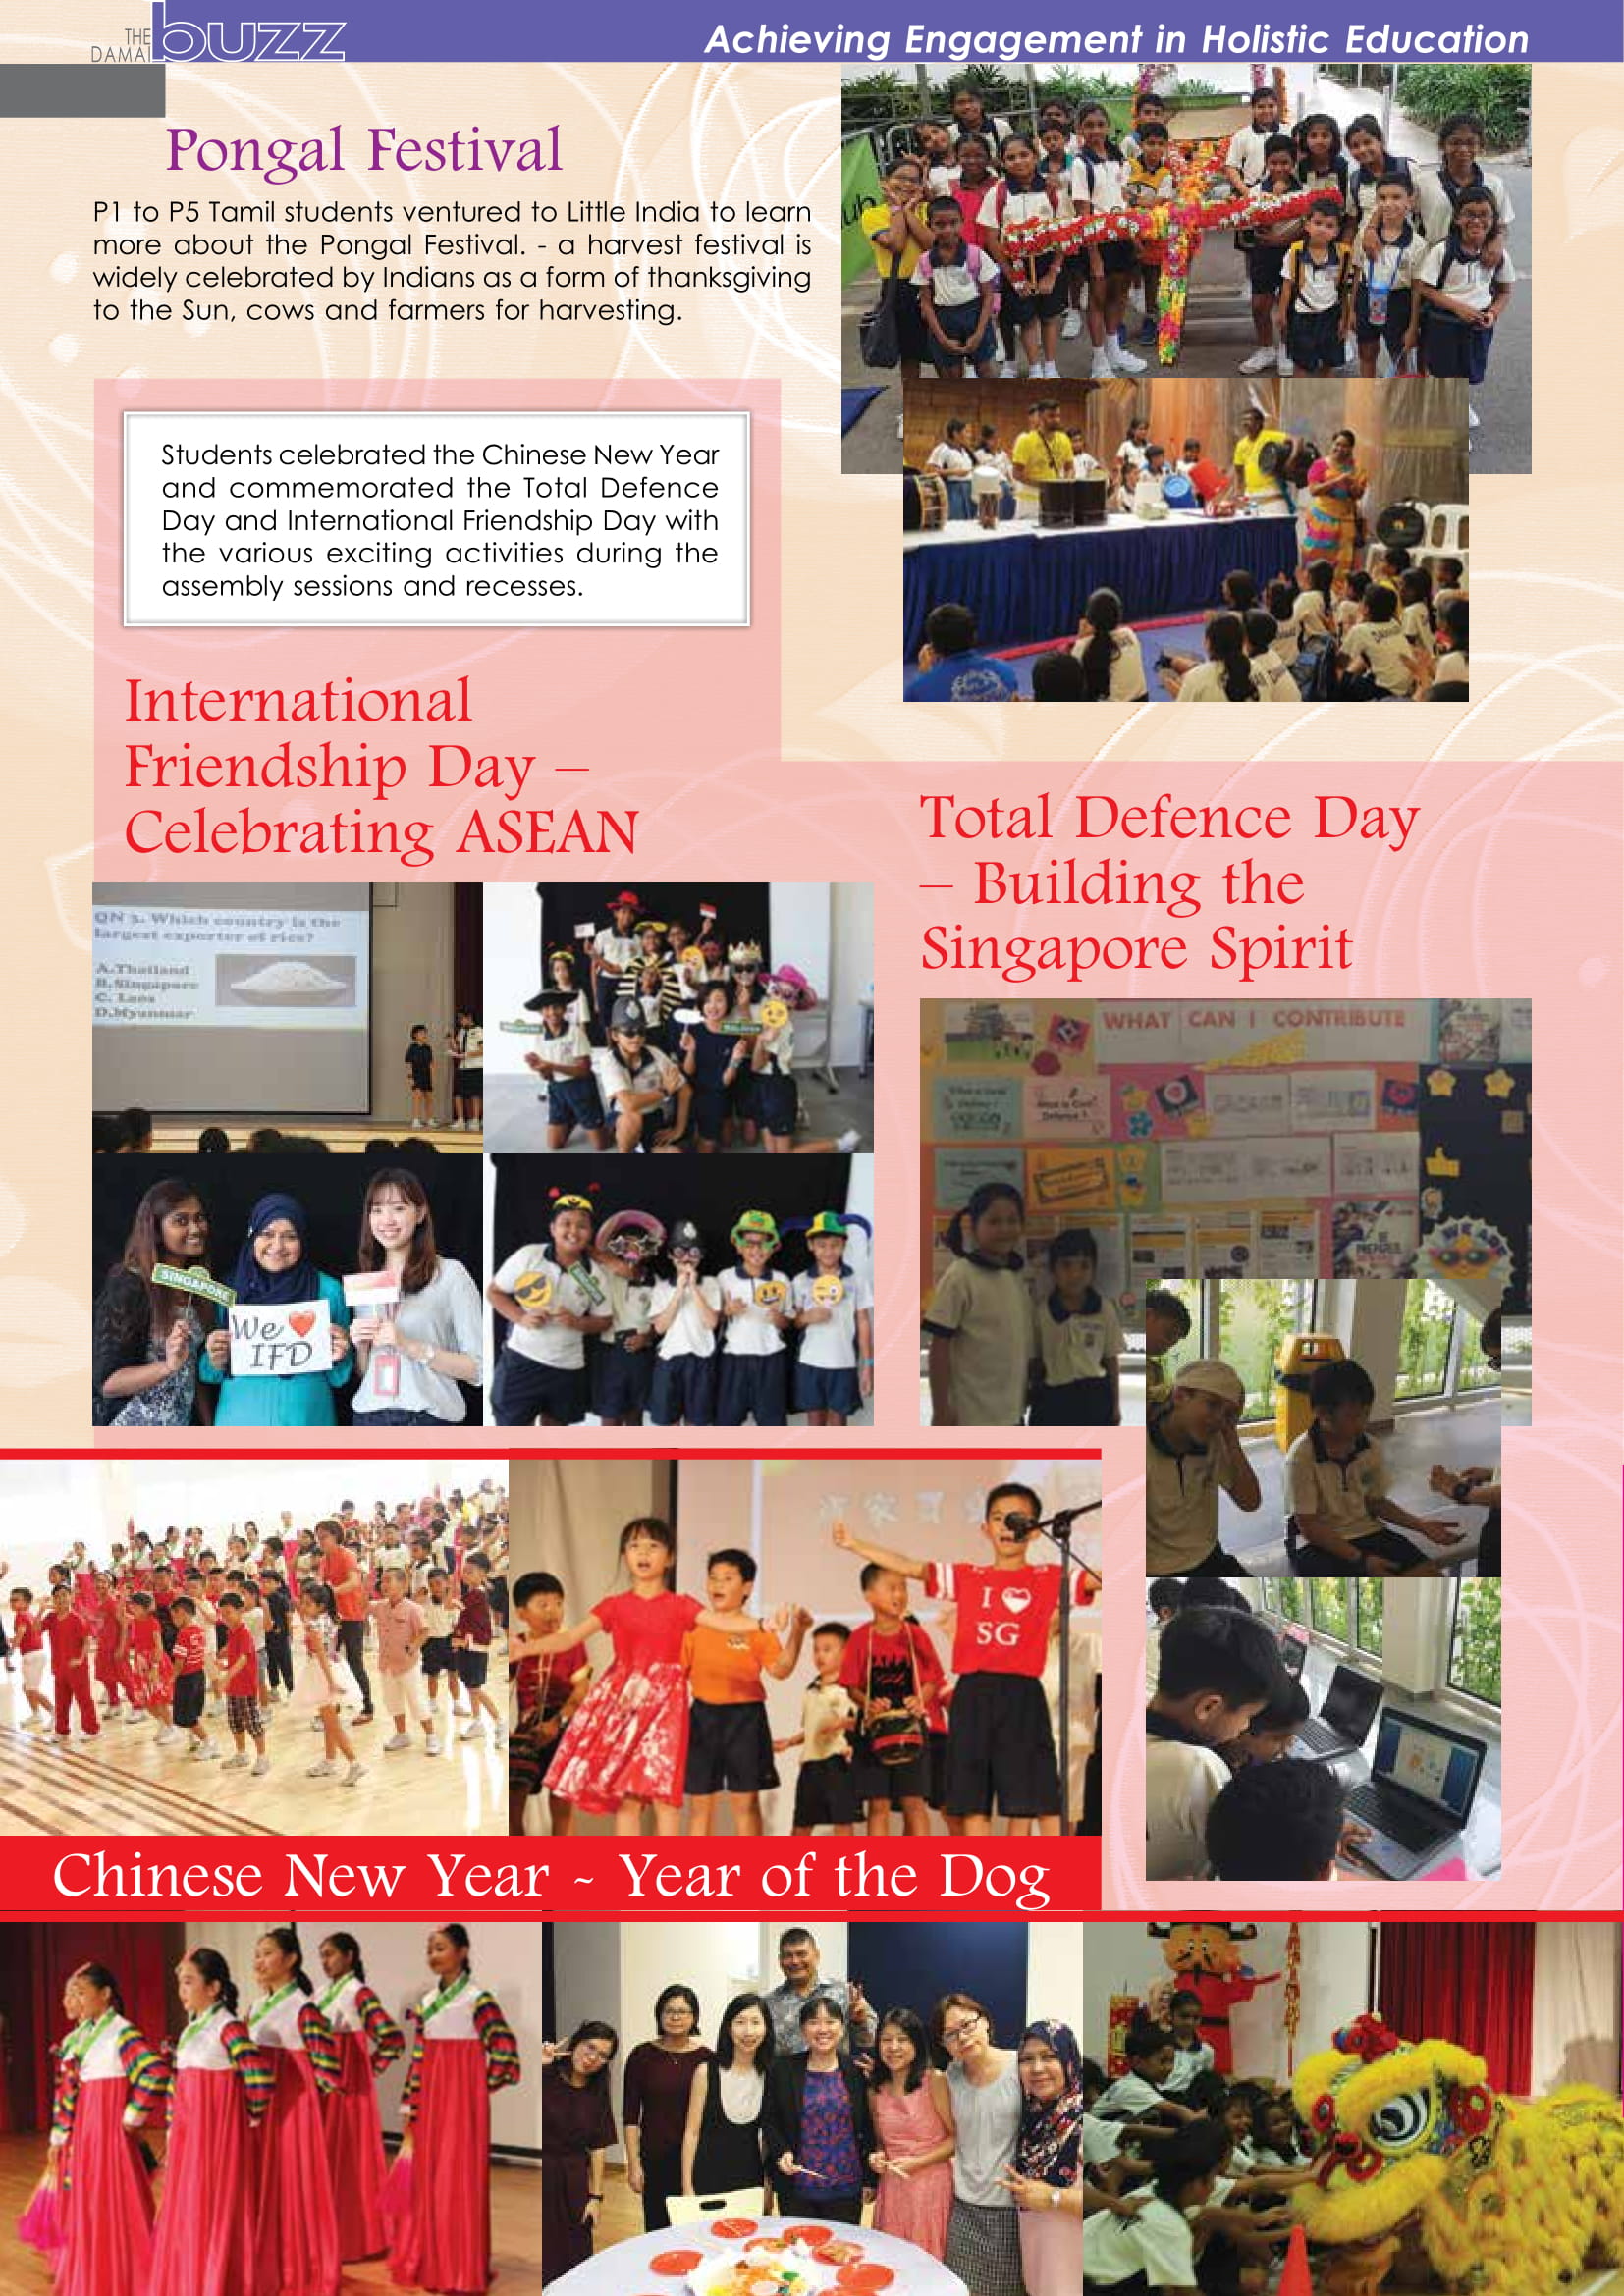 THE
DAMAI
buzz
Achieving Engagement in Holistic Education
Pongal Festival
P1 to P5 Tamil students ventured to Little India to learn
more about the Pongal Festival. - a harvest festival is
widely celebrated by Indians as a form of thanksgiving
to the Sun, cows and farmers for harvesting.
Students celebrated the Chinese New Year
and commemorated the Total Defence
Day and International Friendship Day with
the various exciting activities during the
assembly sessions and recesses.
International
Friendship Day –
Celebrating ASEAN
QN 3. Which country is the
largest exporter of rice?
A.Thailand
B.Singapore
C. Laos
D.Myanmar
SINGAPORE
We ❤
IFD
Total Defence Day
– Building the
Singapore Spirit
WHAT CAN I CONTRIBUTE
I ❤
SG
Chinese New Year - Year of the Dog